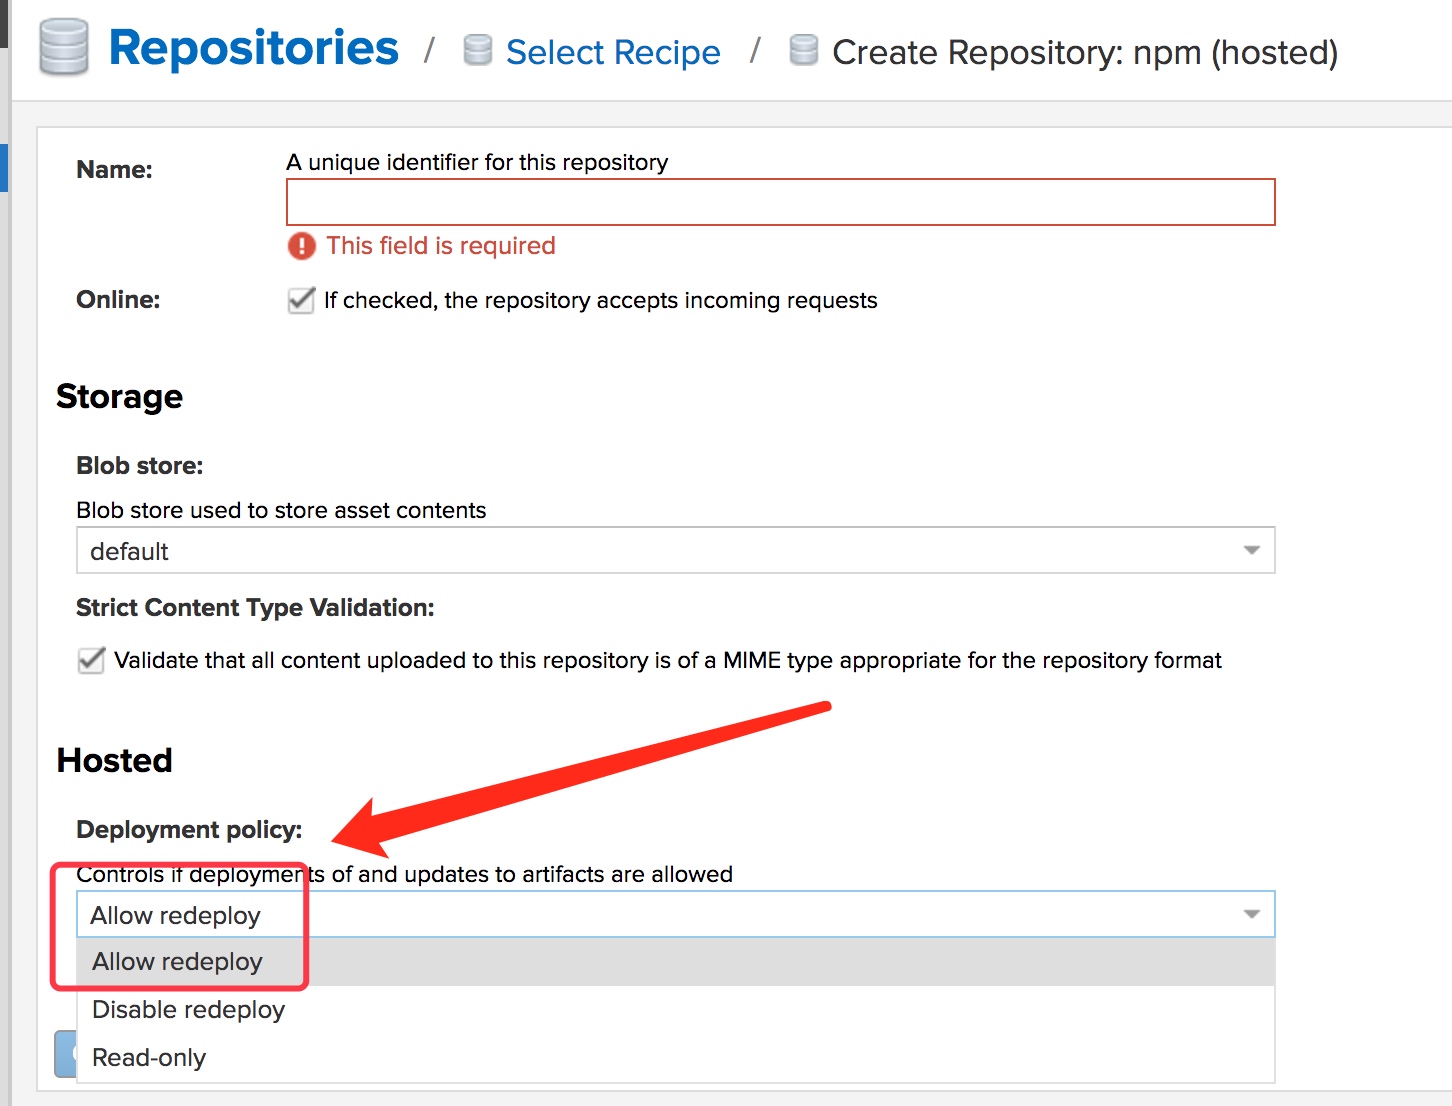 Repositories / Select Recipe / Create Repository: npm (hosted)
Name:
A unique identifier for this repository
This field is required
Online:
If checked, the repository accepts incoming requests
Storage
Blob store:
Blob store used to store asset contents
default
Strict Content Type Validation:
Validate that all content uploaded to this repository is of a MIME type appropriate for the repository format
Hosted
Deployment policy:
Controls if deployments of and updates to artifacts are allowed
Allow redeploy
Allow redeploy
Disable redeploy
Read-only